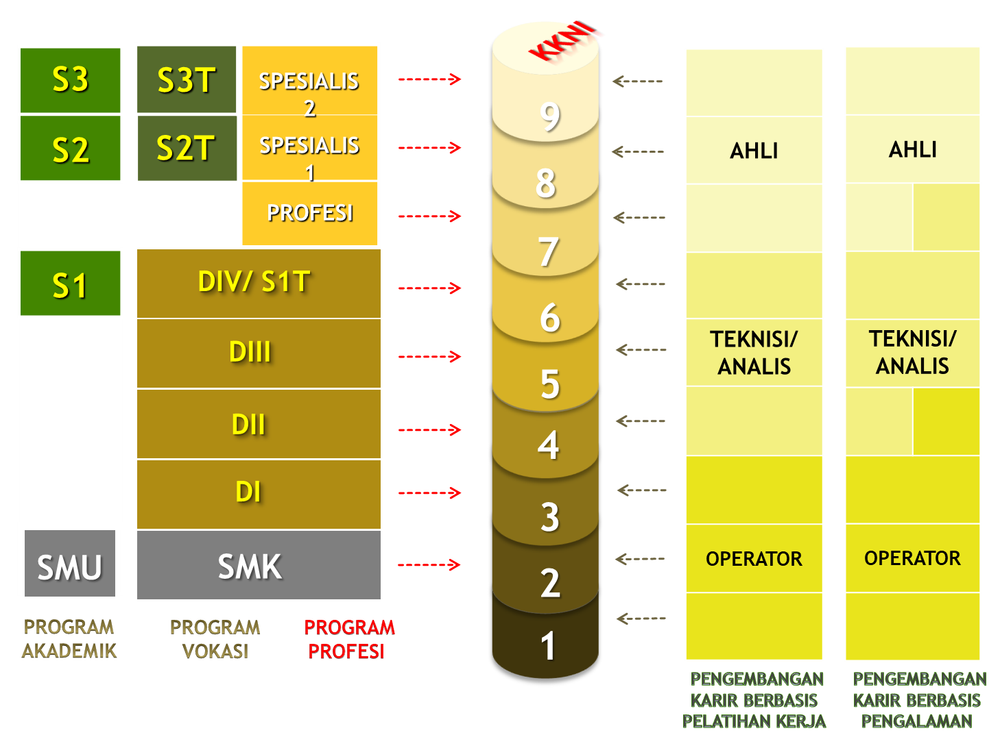 KKNI
S3
S3T
SPESIALIS
2
9
S2
S2T
SPESIALIS
1
8
AHLI
AHLI
PROFESI
7
S1
DIV/ S1T
6
DIII
5
TEKNISI/
ANALIS
TEKNISI/
ANALIS
DII
4
DI
3
SMU
SMK
2
OPERATOR
OPERATOR
1
PROGRAM
AKADEMIK
PROGRAM
VOKASI
PROGRAM
PROFESI
PENGEMBANGAN
KARIR BERBASIS
PELATIHAN KERJA
PENGEMBANGAN
KARIR BERBASIS
PENGALAMAN